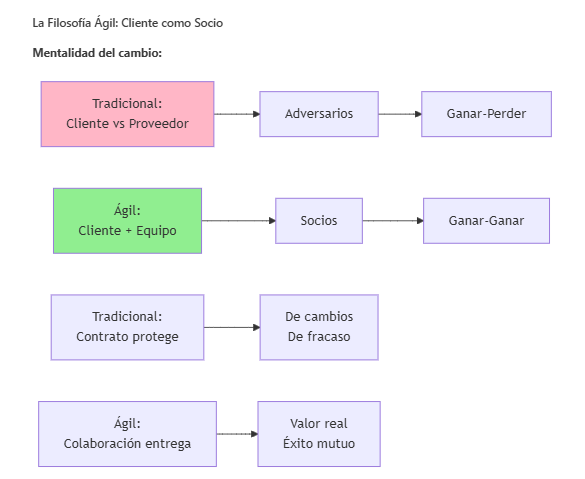 La Filosofía Ágil: Cliente como Socio
Mentalidad del cambio:
Tradicional:
Cliente vs Proveedor
Adversarios
Ganar-Perder
Ágil:
Cliente + Equipo
Socios
Ganar-Ganar
Tradicional:
Contrato protege
De cambios
De fracaso
Ágil:
Colaboración entrega
Valor real
Éxito mutuo